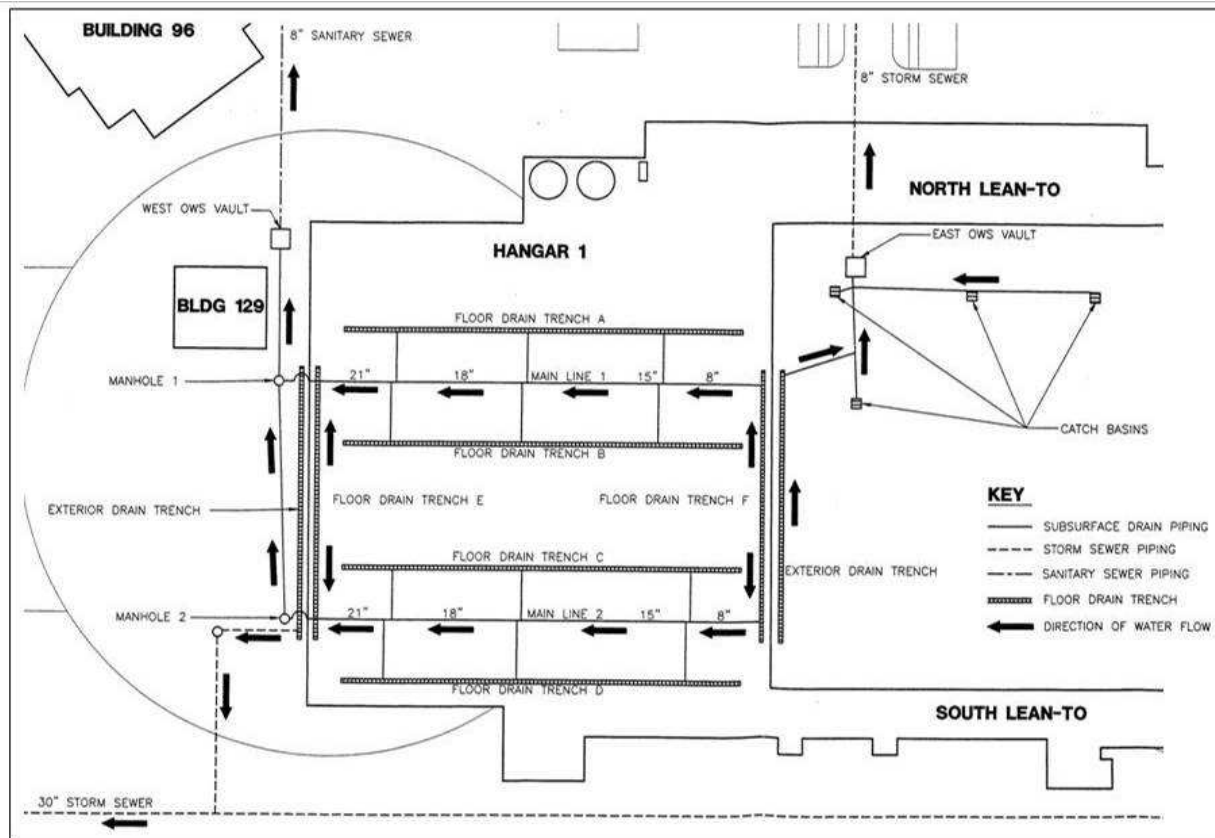 BUILDING 96
8" SANITARY SEWER
8" STORM SEWER
NORTH LEAN-TO
WEST OWS VAULT
EAST OWS VAULT
HANGAR 1
BLDG 129
FLOOR DRAIN TRENCH A
MANHOLE 1
21"
18"
MAIN LINE 1
15"
8"
CATCH BASINS
FLOOR DRAIN TRENCH B
FLOOR DRAIN TRENCH E
FLOOR DRAIN TRENCH F
EXTERIOR DRAIN TRENCH
FLOOR DRAIN TRENCH C
EXTERIOR DRAIN TRENCH
MANHOLE 2
21"
18"
MAIN LINE 2
15"
8"
FLOOR DRAIN TRENCH D
KEY
SUBSURFACE DRAIN PIPING
STORM SEWER PIPING
SANITARY SEWER PIPING
FLOOR DRAIN TRENCH
DIRECTION OF WATER FLOW
SOUTH LEAN-TO
30" STORM SEWER